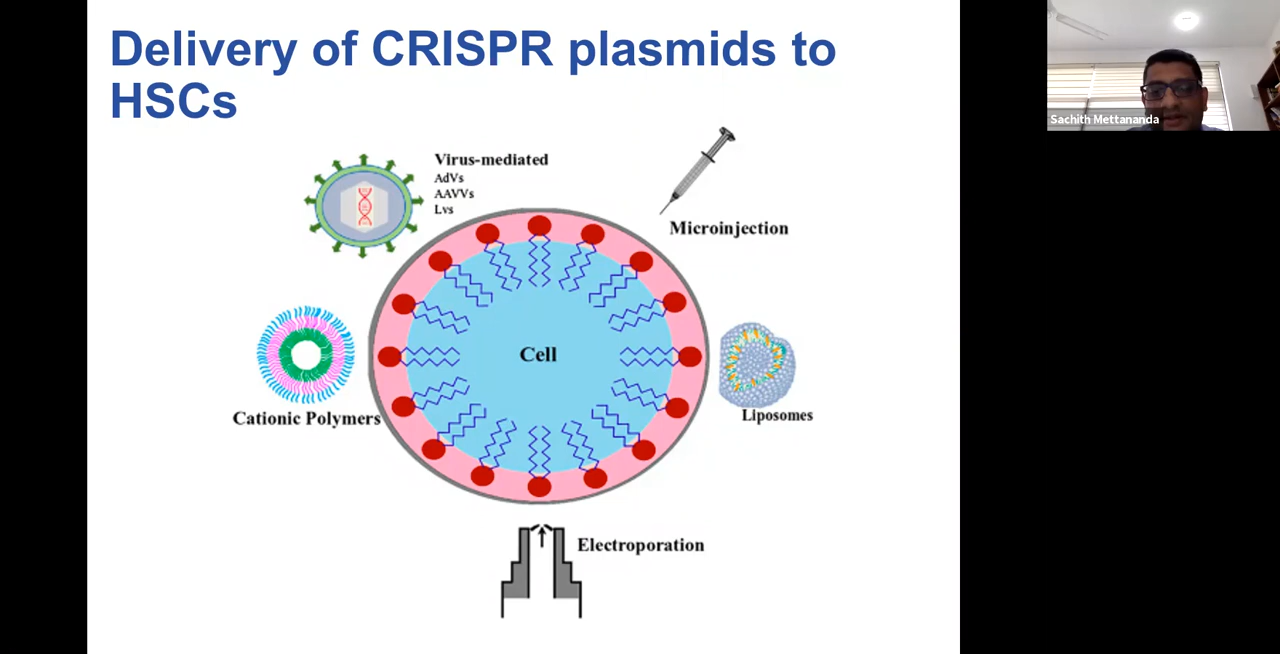 Delivery of CRISPR plasmids to
HSCs
Virus-mediated
AdVs
AAVVs
Lvs
Microinjection
Cell
Cationic Polymers
Liposomes
Electroporation
Sachith Mettananda